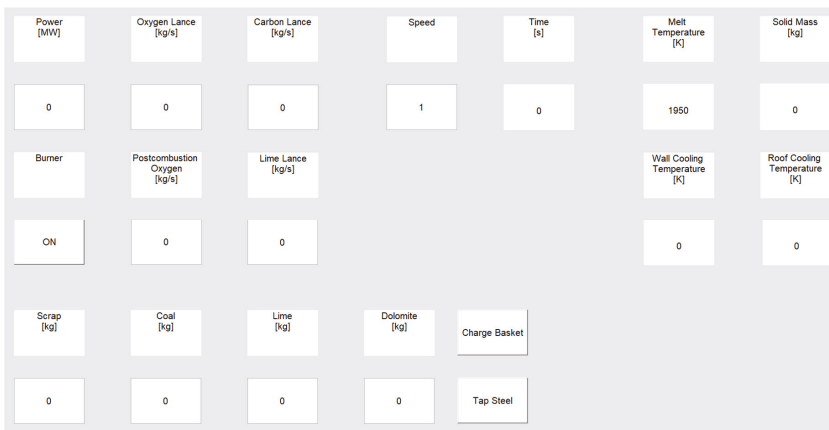 Power
[MW]
Oxygen Lance
[kg/s]
Carbon Lance
[kg/s]
Speed
Time
[s]
Melt
Temperature
[K]
Solid Mass
[kg]
0
0
0
1
0
1950
0
Burner
Postcombustion
Oxygen
[kg/s]
Lime Lance
[kg/s]
Wall Cooling
Temperature
[K]
Roof Cooling
Temperature
[K]
ON
0
0
0
0
Scrap
[kg]
Coal
[kg]
Lime
[kg]
Dolomite
[kg]
Charge Basket
0
0
0
0
Tap Steel